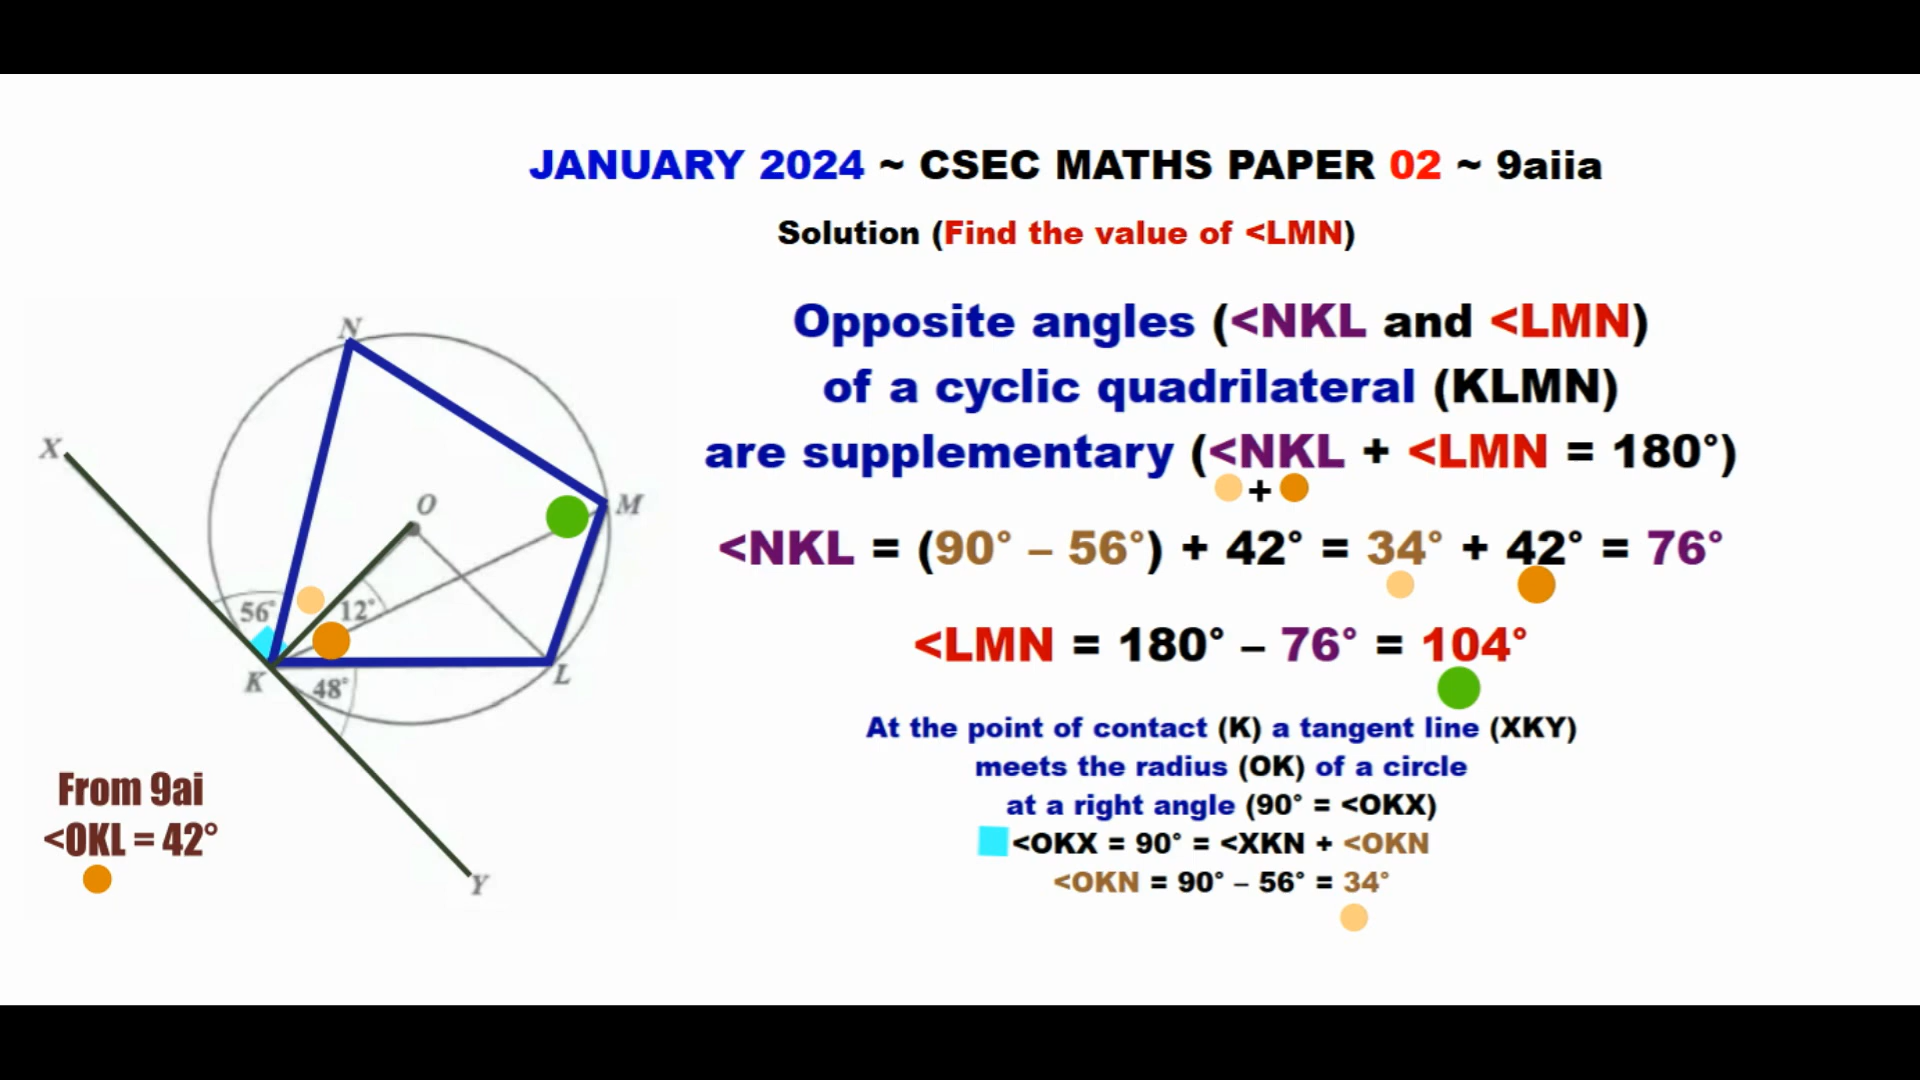 JANUARY 2024 ~ CSEC MATHS PAPER 02 ~ 9aiia
Solution (Find the value of <LMN)
Opposite angles (<NKL and <LMN)
of a cyclic quadrilateral (KLMN)
are supplementary (<NKL + <LMN = 180°)
+
<NKL = (90° – 56°) + 42° = 34° + 42° = 76°
<LMN = 180° – 76° = 104°
At the point of contact (K) a tangent line (XKY)
meets the radius (OK) of a circle
at a right angle (90° = <OKX)
<OKX = 90° = <XKN + <OKN
<OKN = 90° – 56° = 34°
N
X
O
M
56°
12°
K
48°
L
Y
From 9ai
<OKL = 42°